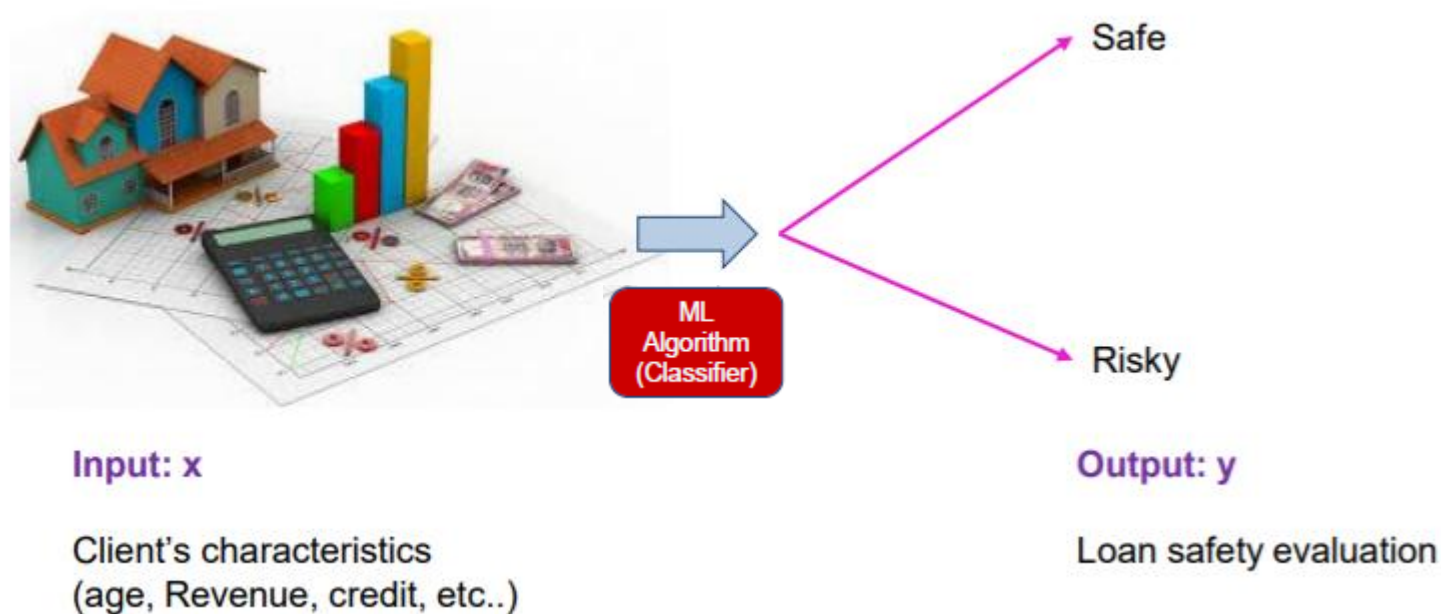 Safe
ML
Algorithm
(Classifier)
Risky
Input: x
Output: y
Client’s characteristics
(age, Revenue, credit, etc..)
Loan safety evaluation